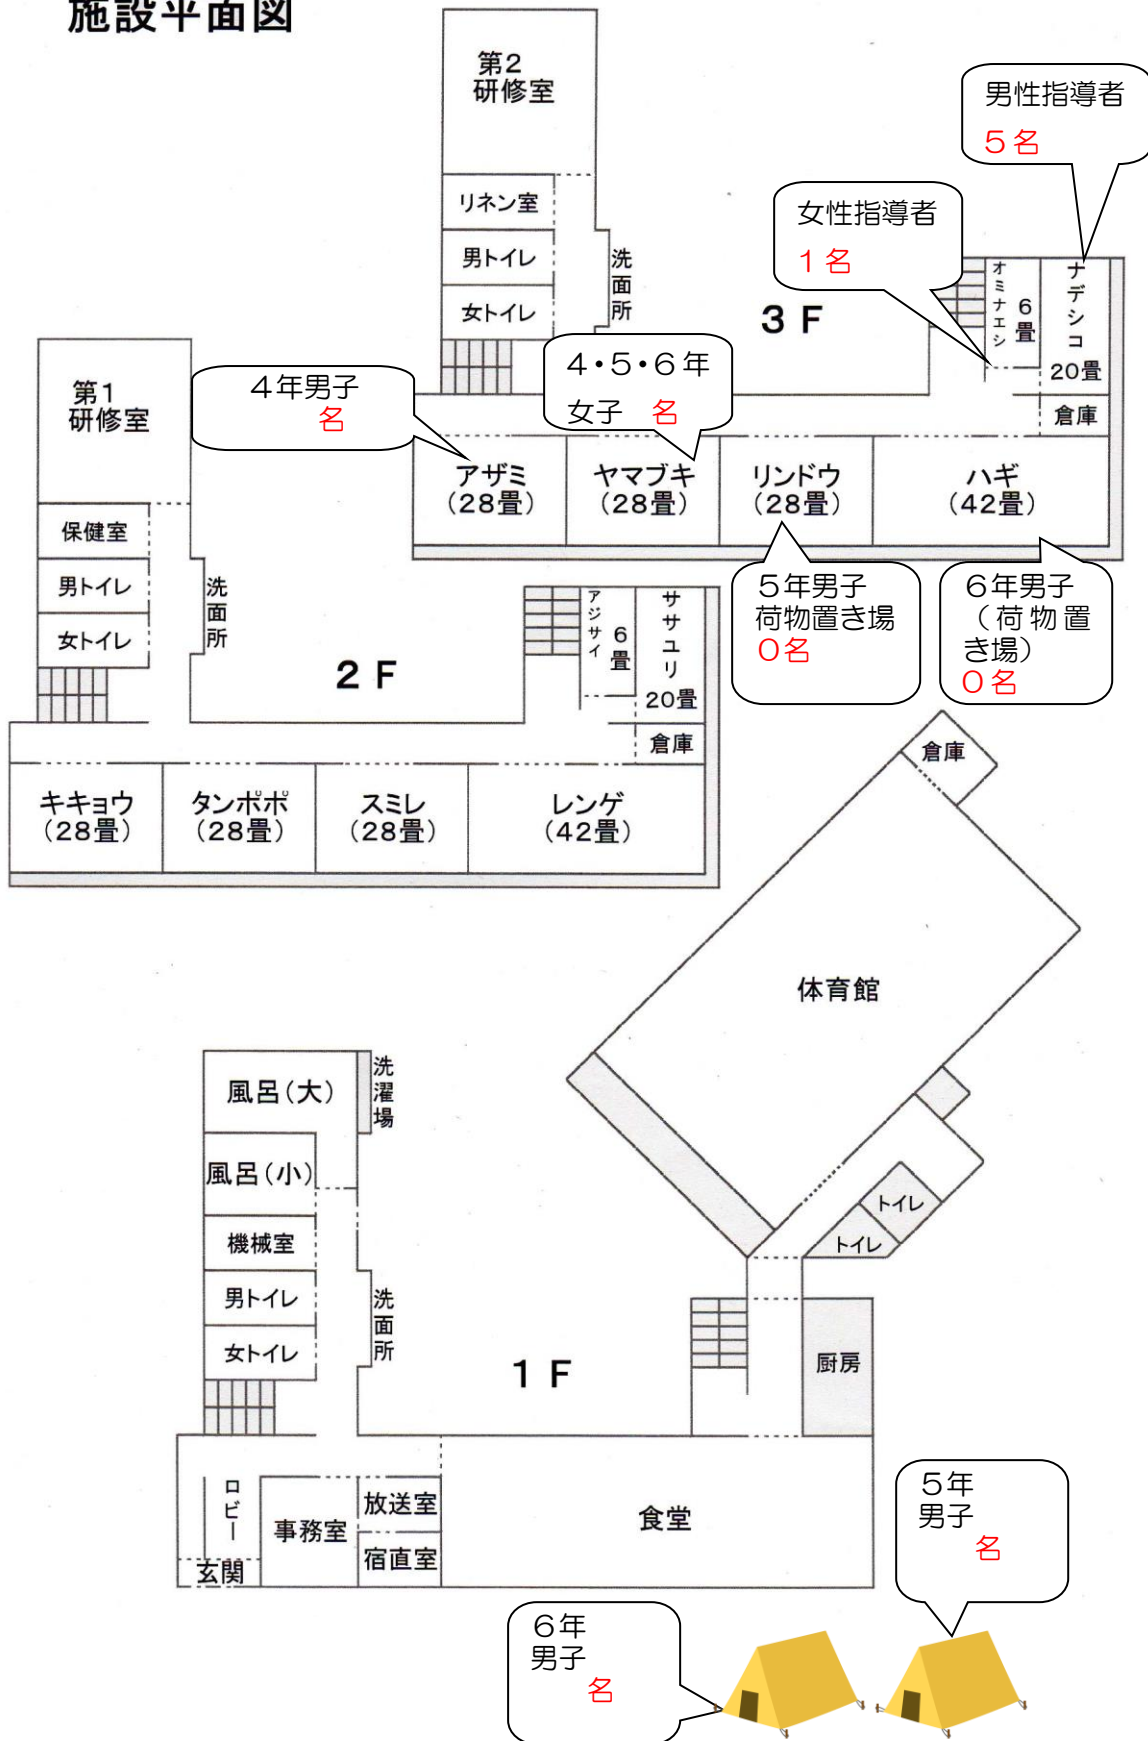 施設平面図
第2
研修室
リネン室
男トイレ
女トイレ
洗面所
3F
男性指導者
5名
女性指導者
1名
オミナエシ
6畳
ナデシコ
20畳
倉庫
4年男子
名
4・5・6年
女子 名
アザミ
(28畳)
ヤマブキ
(28畳)
リンドウ
(28畳)
ハギ
(42畳)
5年男子
荷物置き場
0名
6年男子
(荷物置
き場)
0名
第1
研修室
保健室
男トイレ
女トイレ
洗面所
2F
アジサイ
6畳
ササユリ
20畳
倉庫
キキョウ
(28畳)
タンポポ
(28畳)
スミレ
(28畳)
レンゲ
(42畳)
倉庫
体育館
トイレ
トイレ
風呂(大)
洗濯場
風呂(小)
機械室
男トイレ
女トイレ
洗面所
1F
厨房
ロビー
玄関
事務室
放送室
宿直室
食堂
5年
男子
名
6年
男子
名